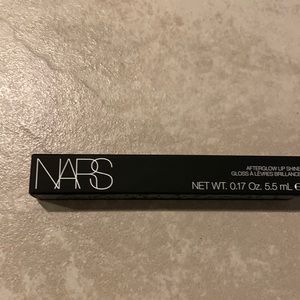 NARS
AFTERGLOW LIP SHINE
GLOSS À LÈVRES BRILLANCE
NET WT. 0.17 Oz. 5.5 mL e